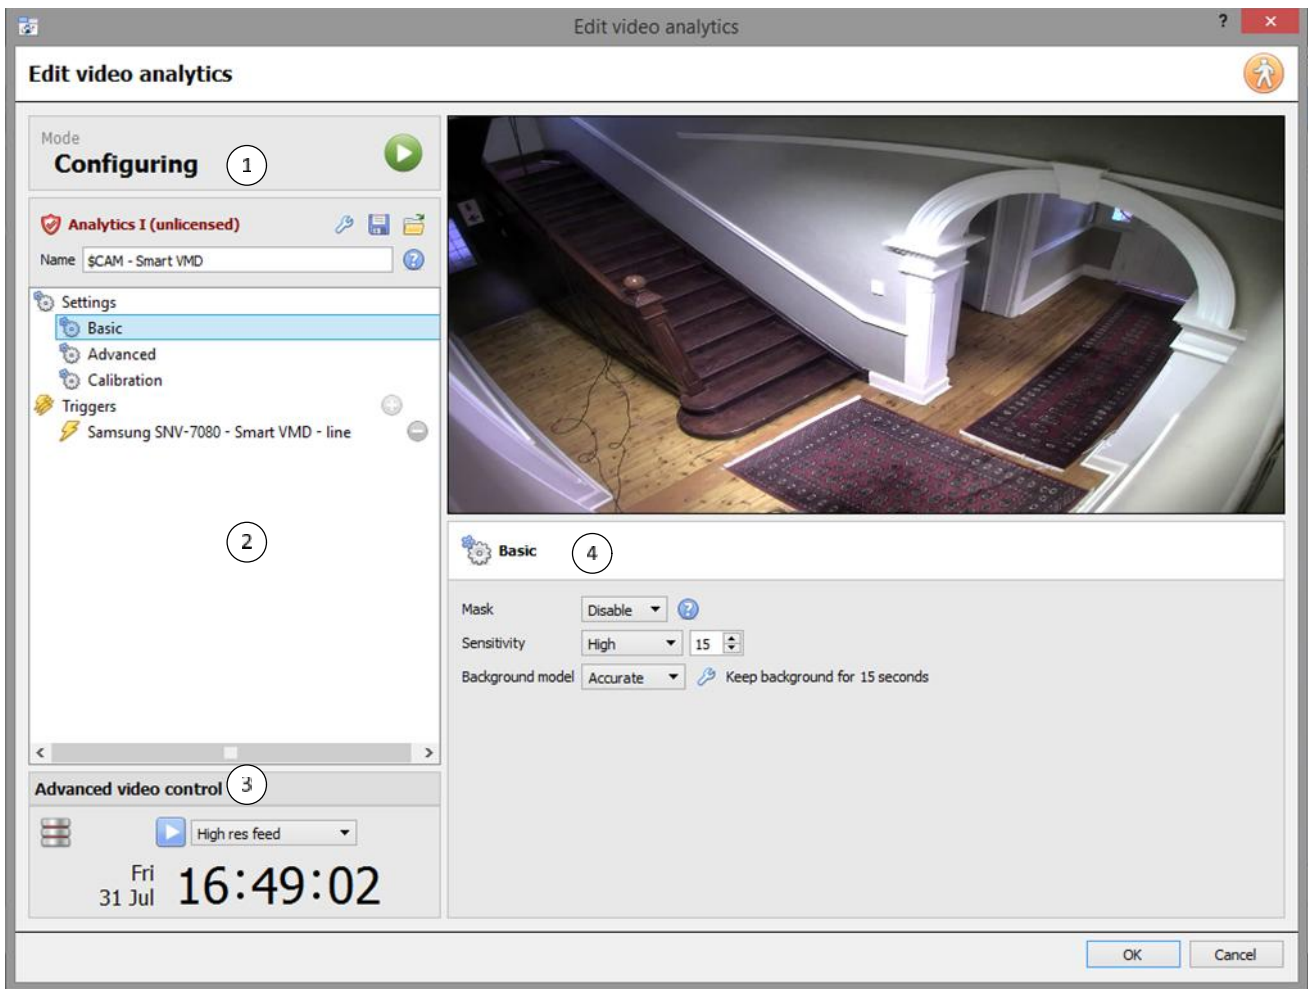 Edit video analytics
?
Edit video analytics
Mode
Configuring
1
Analytics I (unlicensed)
Name $CAM - Smart VMD
Settings
Basic
Advanced
Calibration
Triggers
Samsung SNV-7080 - Smart VMD - line
2
Advanced video control 3
High res feed
Fri
31 Jul
16:49:02
Basic 4
Mask Disable
Sensitivity High 15
Background model Accurate Keep background for 15 seconds
OK Cancel